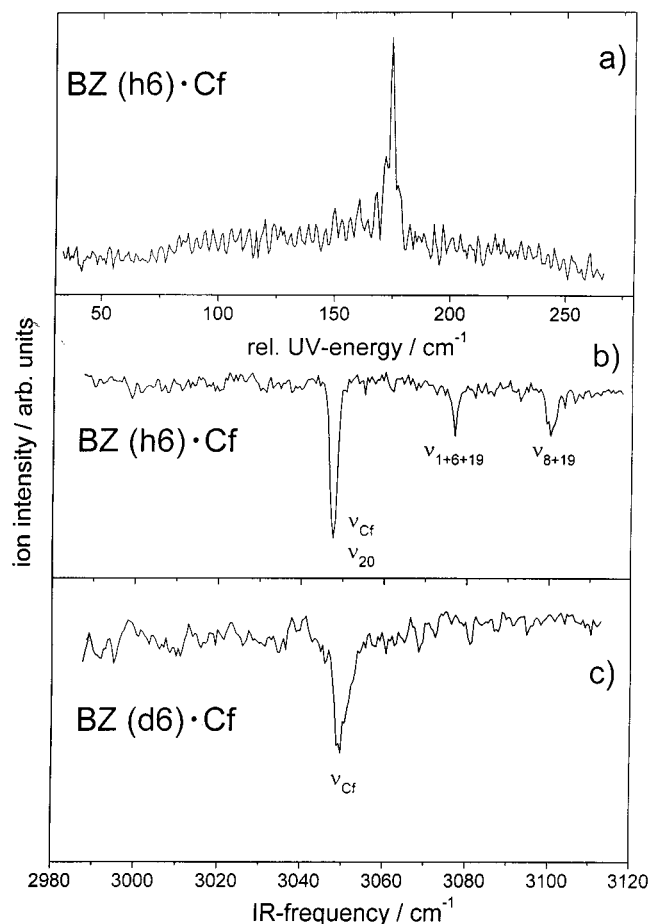 BZ (h6)·Cf
a)
50 100 150 200 250
rel. UV-energy / cm⁻¹
b)
BZ (h6)·Cf
ν1+6+19
ν8+19
νCf
ν20
ion intensity / arb. units
c)
BZ (d6)·Cf
νCf
2980 3000 3020 3040 3060 3080 3100 3120
IR-frequency / cm⁻¹